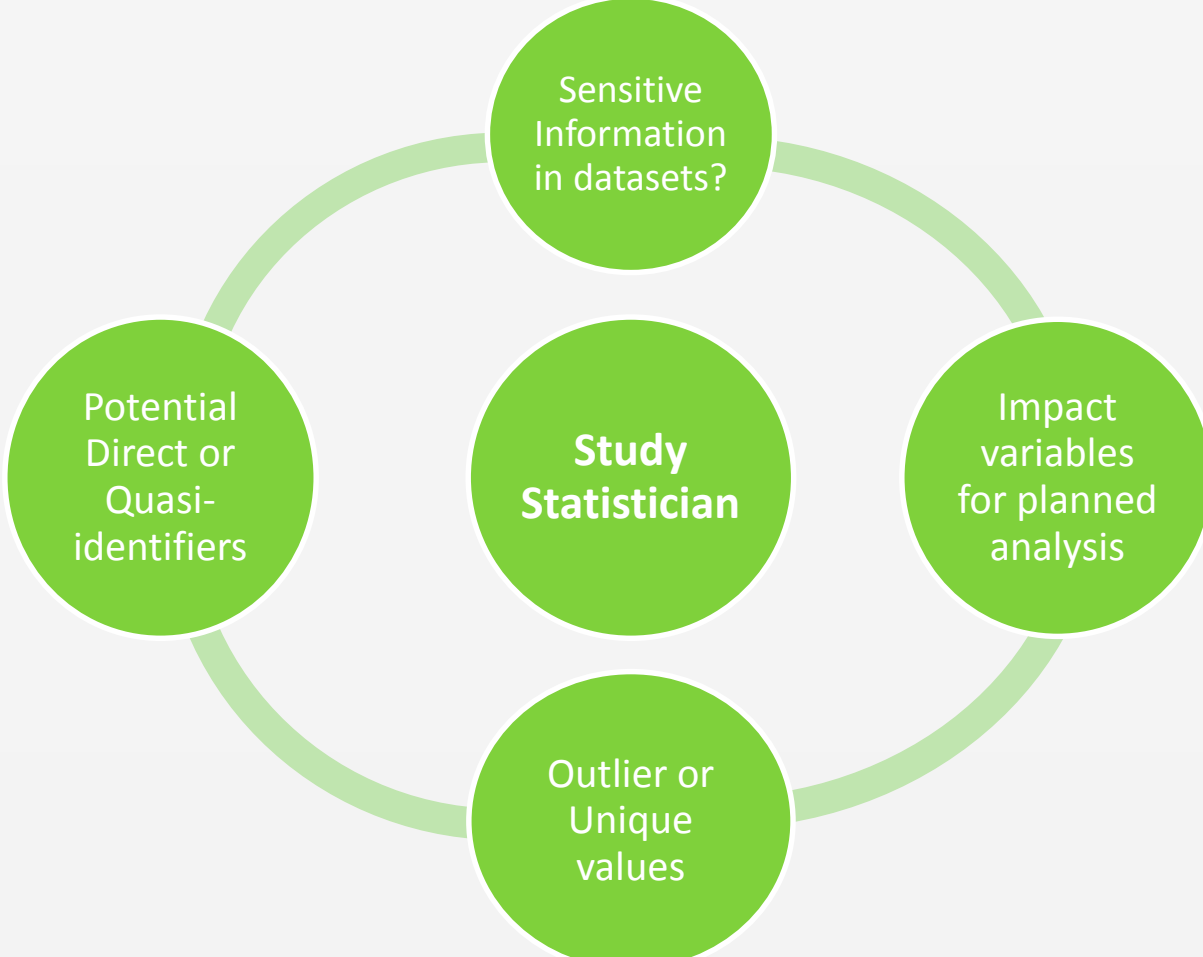 Sensitive
Information
in datasets?
Potential
Direct or
Quasi-
identifiers
Study
Statistician
Impact
variables
for planned
analysis
Outlier or
Unique
values